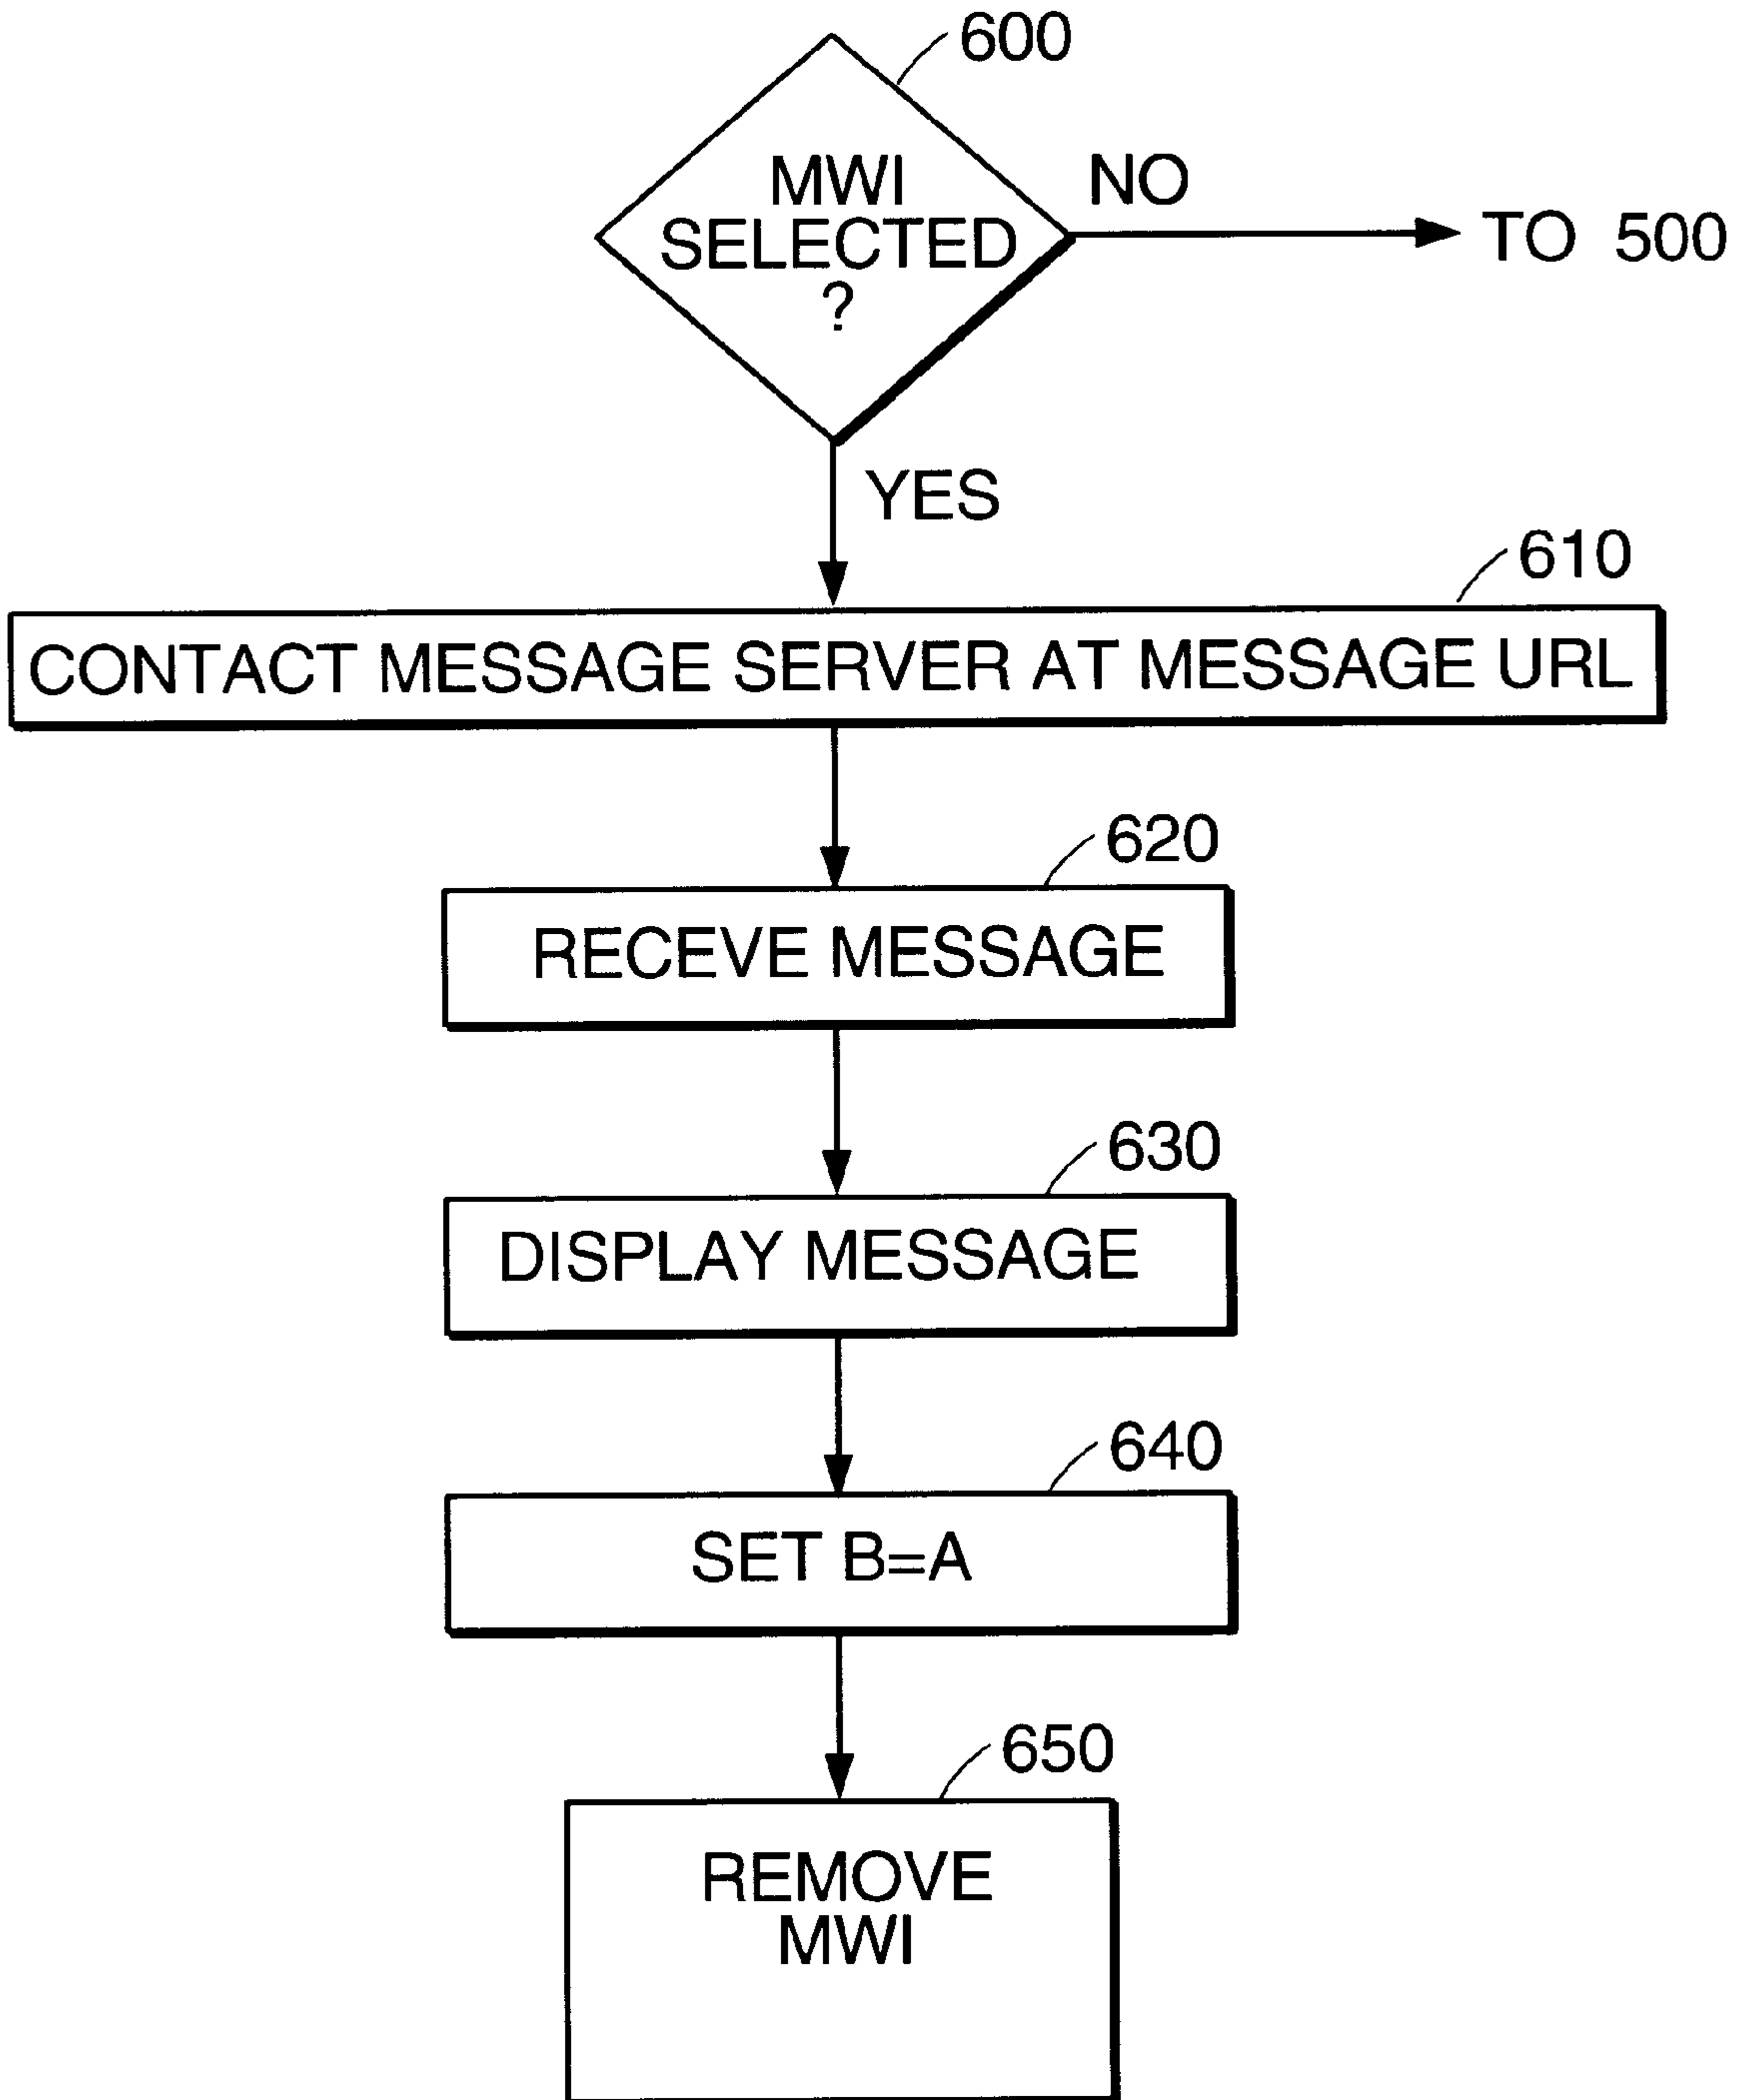 600
MWI
SELECTED
?
NO
TO 500
YES
610
CONTACT MESSAGE SERVER AT MESSAGE URL
620
RECEVE MESSAGE
630
DISPLAY MESSAGE
640
SET B=A
650
REMOVE
MWI